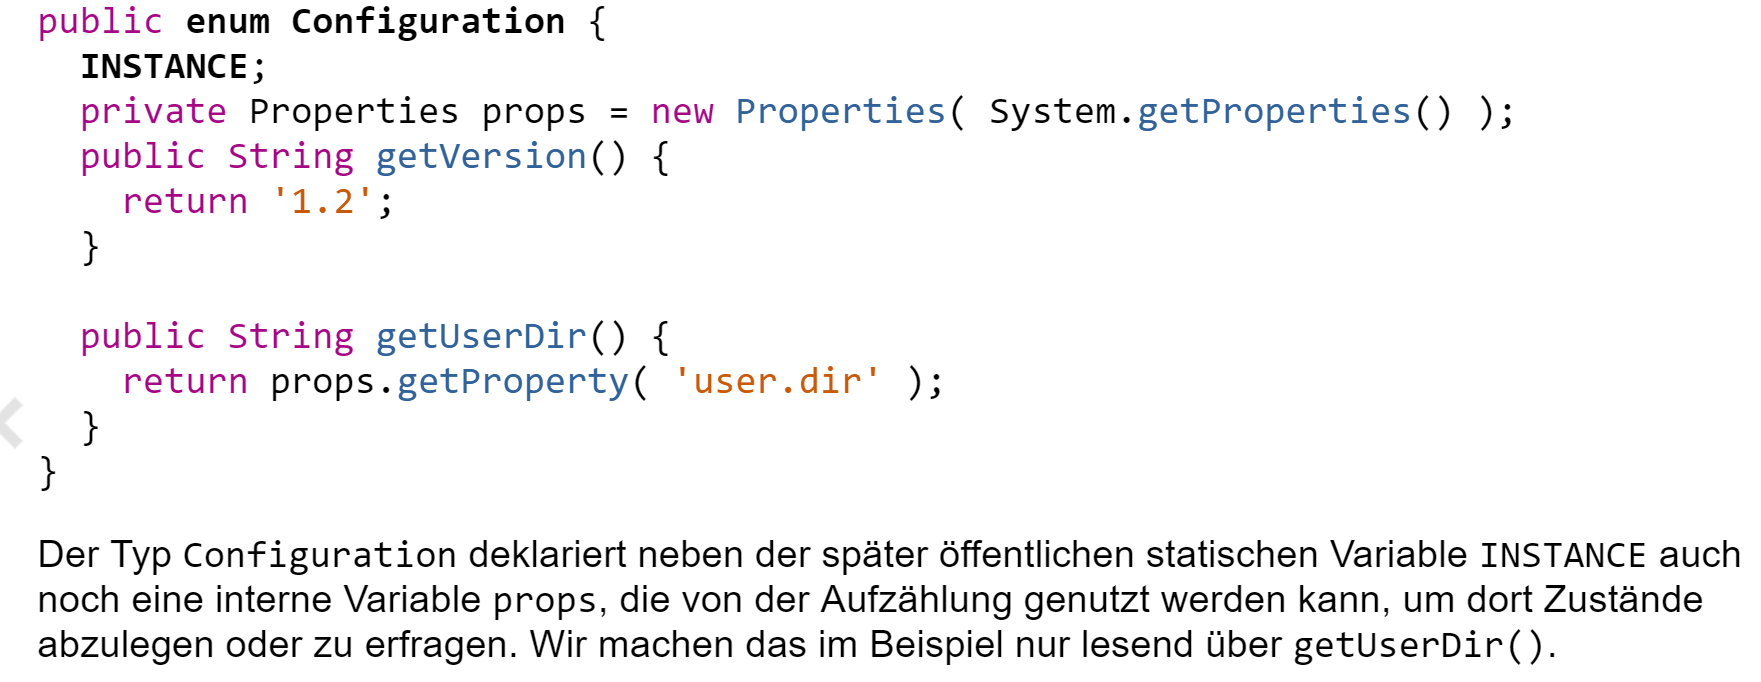 public enum Configuration {
  INSTANCE;
  private Properties props = new Properties( System.getProperties() );
  public String getVersion() {
    return '1.2';
  }

  public String getUserDir() {
    return props.getProperty( 'user.dir' );
  }
}
Der Typ Configuration deklariert neben der später öffentlichen statischen Variable INSTANCE auch
noch eine interne Variable props, die von der Aufzählung genutzt werden kann, um dort Zustände
abzulegen oder zu erfragen. Wir machen das im Beispiel nur lesend über getUserDir().